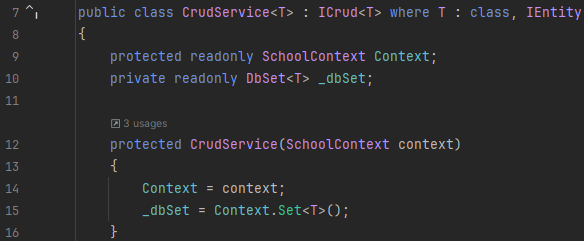 7 public class CrudService<T> : ICrud<T> where T : class, IEntity
8 {
9 protected readonly SchoolContext Context;
10 private readonly DbSet<T> _dbSet;
11
3 usages
12 protected CrudService(SchoolContext context)
13 {
14 Context = context;
15 _dbSet = Context.Set<T>();
16 }